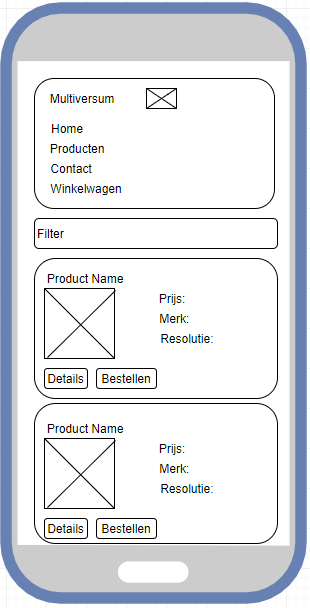 Multiversum
Home
Producten
Contact
Winkelwagen
Filter
Product Name
Prijs:
Merk:
Resolutie:
Details
Bestellen
Product Name
Prijs:
Merk:
Resolutie:
Details
Bestellen